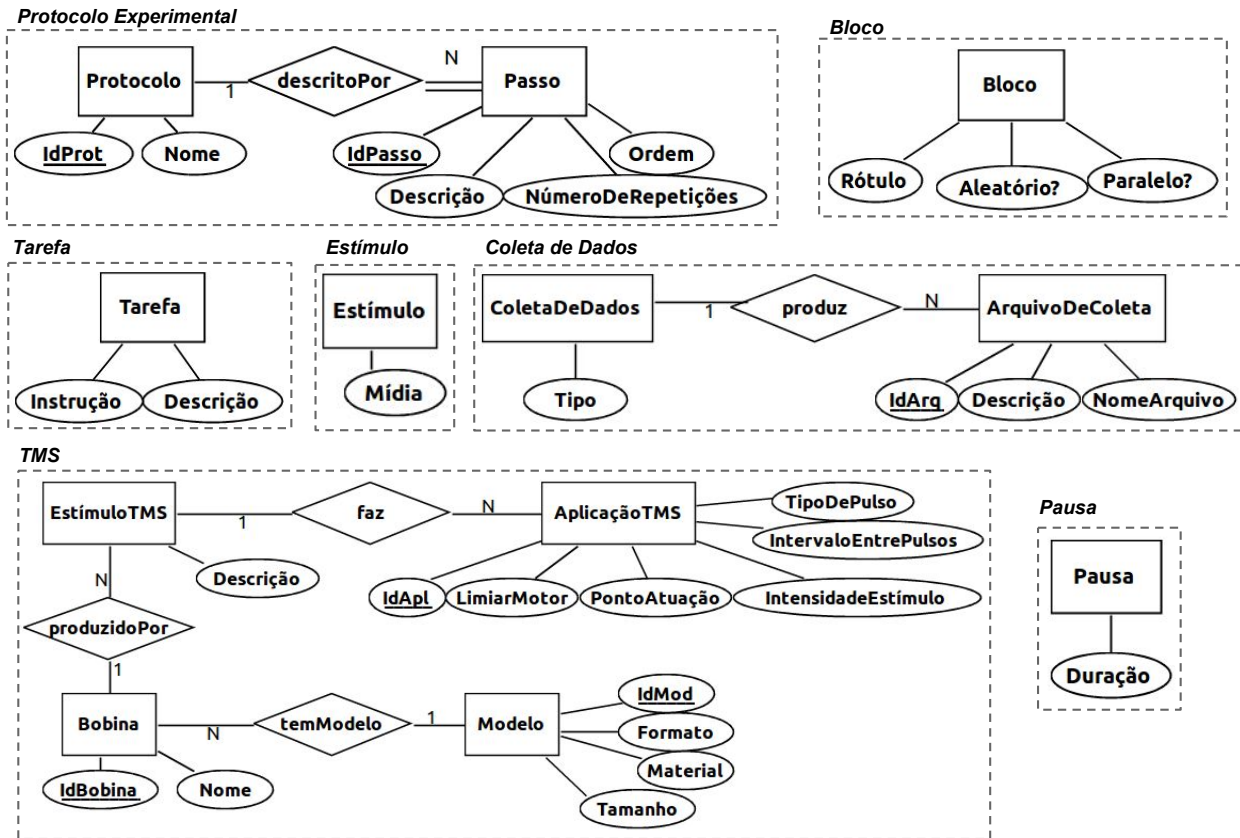 Protocolo Experimental
Bloco
Protocolo
1
descritoPor
N
Passo
IdProt
Nome
IdPasso
Ordem
Descrição
NúmeroDeRepetições
Bloco
Rótulo
Aleatório?
Paralelo?
Tarefa
Estímulo
Coleta de Dados
Tarefa
Instrução
Descrição
Estímulo
Mídia
ColetaDeDados
1
produz
N
ArquivoDeColeta
Tipo
IdArq
Descrição
NomeArquivo
TMS
EstímuloTMS
1
faz
N
AplicaçãoTMS
TipoDePulso
IntervaloEntrePulsos
Descrição
IdApl
LimiarMotor
PontoAtuação
IntensidadeEstímulo
N
produzidoPor
1
Bobina
N
temModelo
1
Modelo
IdMod
Formato
Material
Tamanho
IdBobina
Nome
Pausa
Pausa
Duração